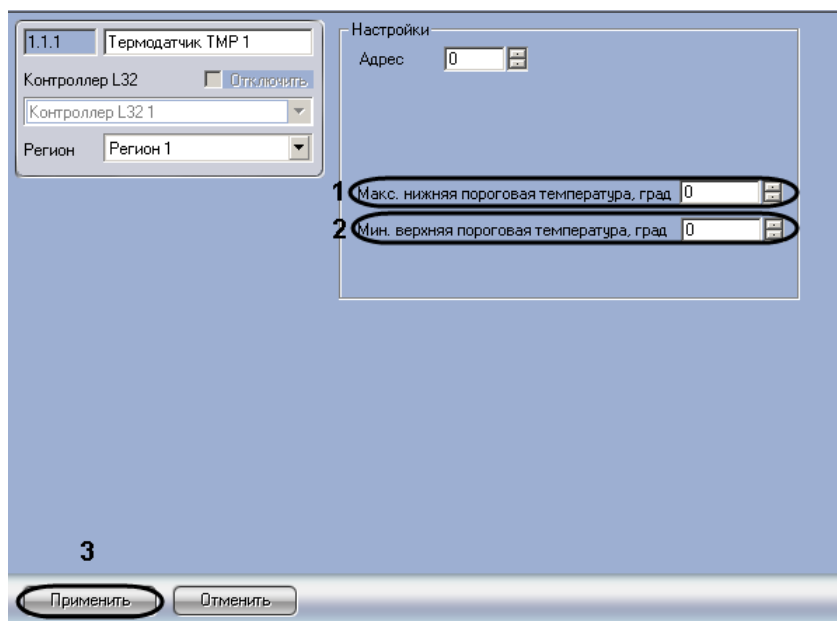 1.1.1 Термодатчик TMP 1
Контроллер L32 Отключить
Контроллер L32 1
Регион Регион 1
Настройки
Адрес 0
1 Макс. нижняя пороговая температура, град 0
2 Мин. верхняя пороговая температура, град 0
3
Применить Отменить